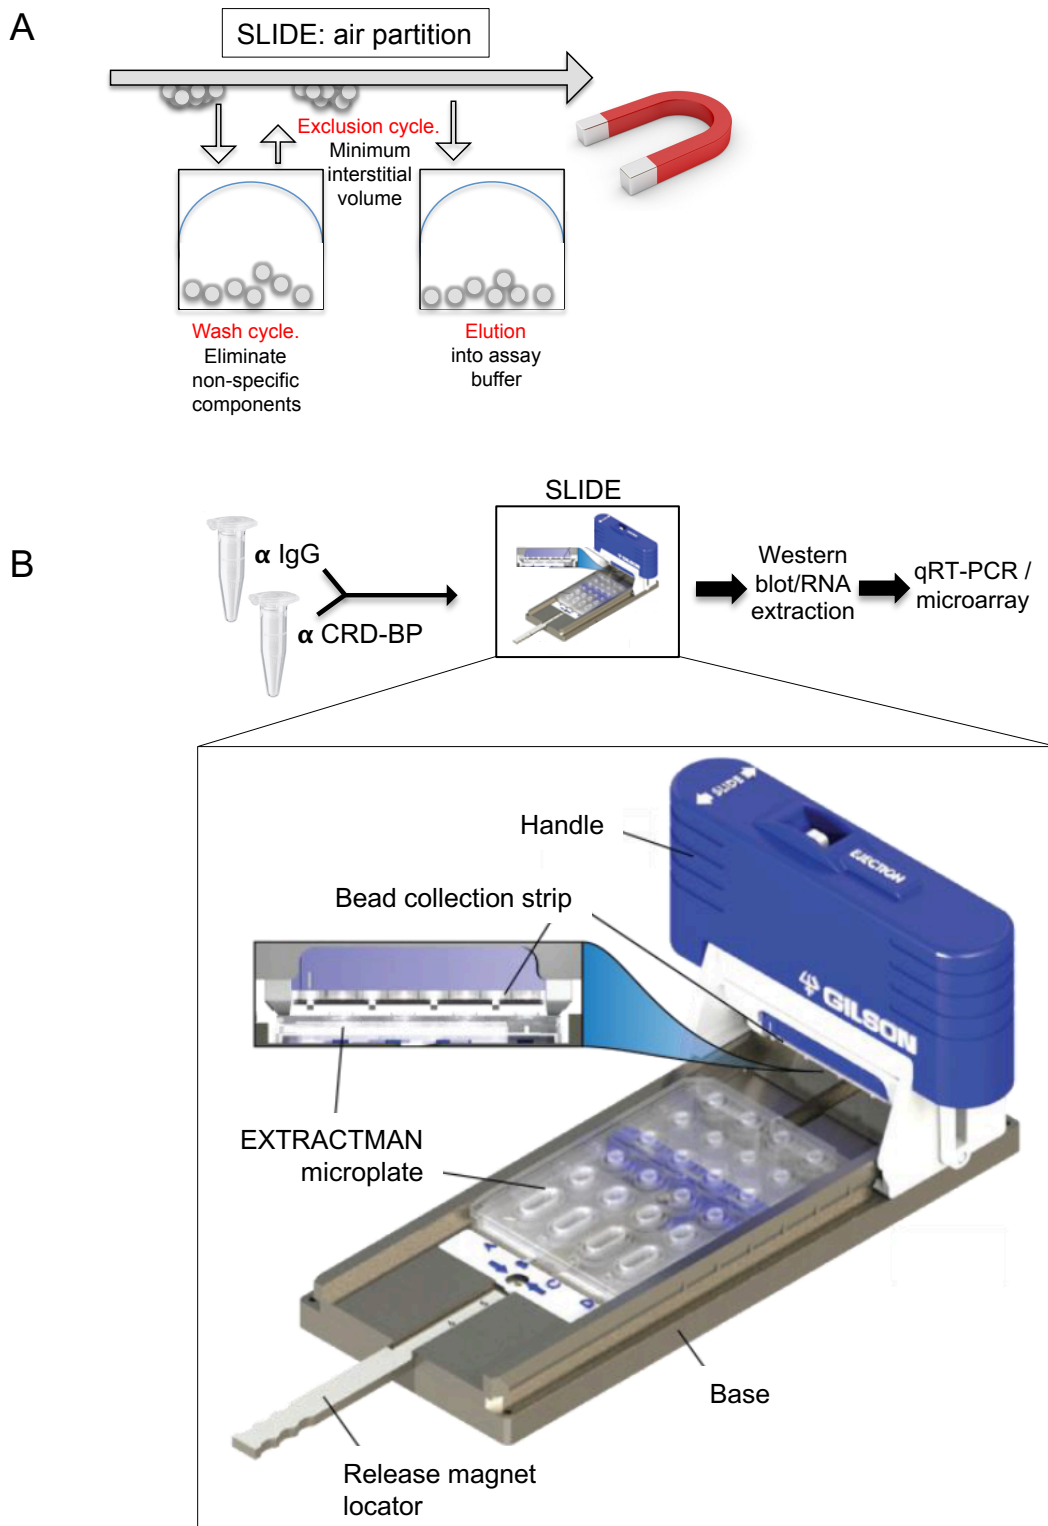 A
SLIDE: air partition
Exclusion cycle.
Minimum
interstitial
volume
Wash cycle.
Eliminate
non-specific
components
Elution
into assay
buffer
B
SLIDE
α IgG
α CRD-BP
Western
blot/RNA
extraction
qRT-PCR /
microarray
SLIDE
EJECTION
Handle
Bead collection strip
GILSON
EXTRACTMAN
microplate
A
B
C
D
Base
Release magnet
locator